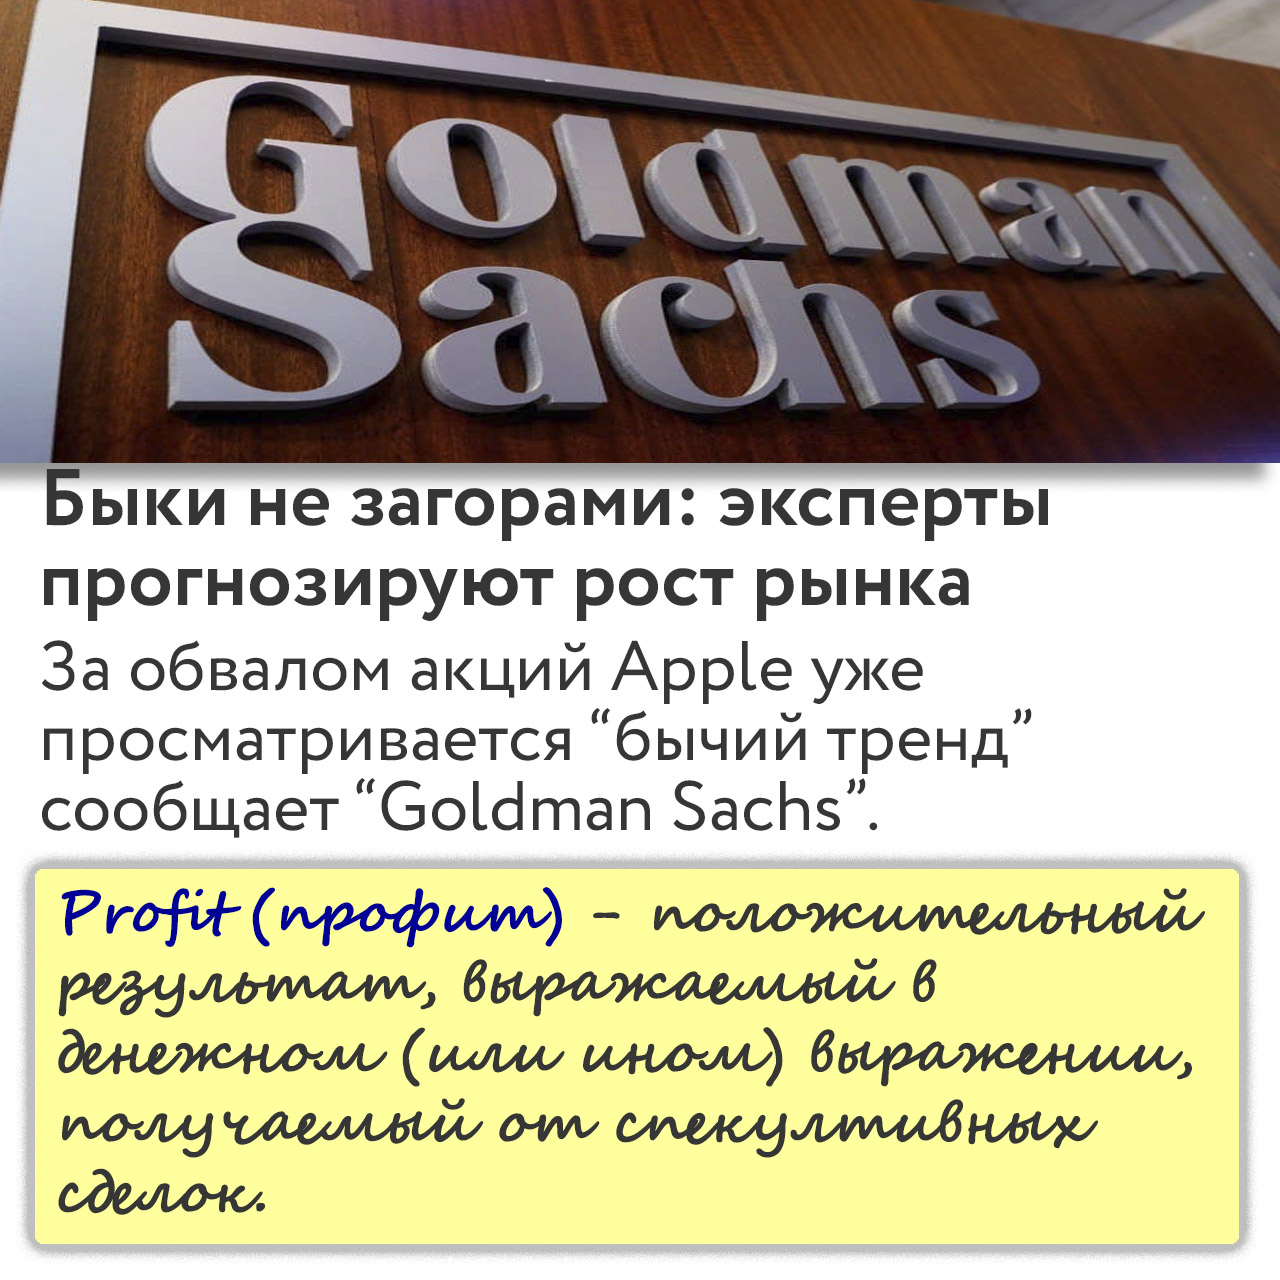 Goldman
Sachs
Быки не загорами: эксперты
прогнозируют рост рынка
За обвалом акций Apple уже
просматривается “бычий тренд”
сообщает “Goldman Sachs”.
Profit (профит) – положительный
результат, выражаемый в
денежном (или ином) выражении,
получаемый от спекултивных
сделок.